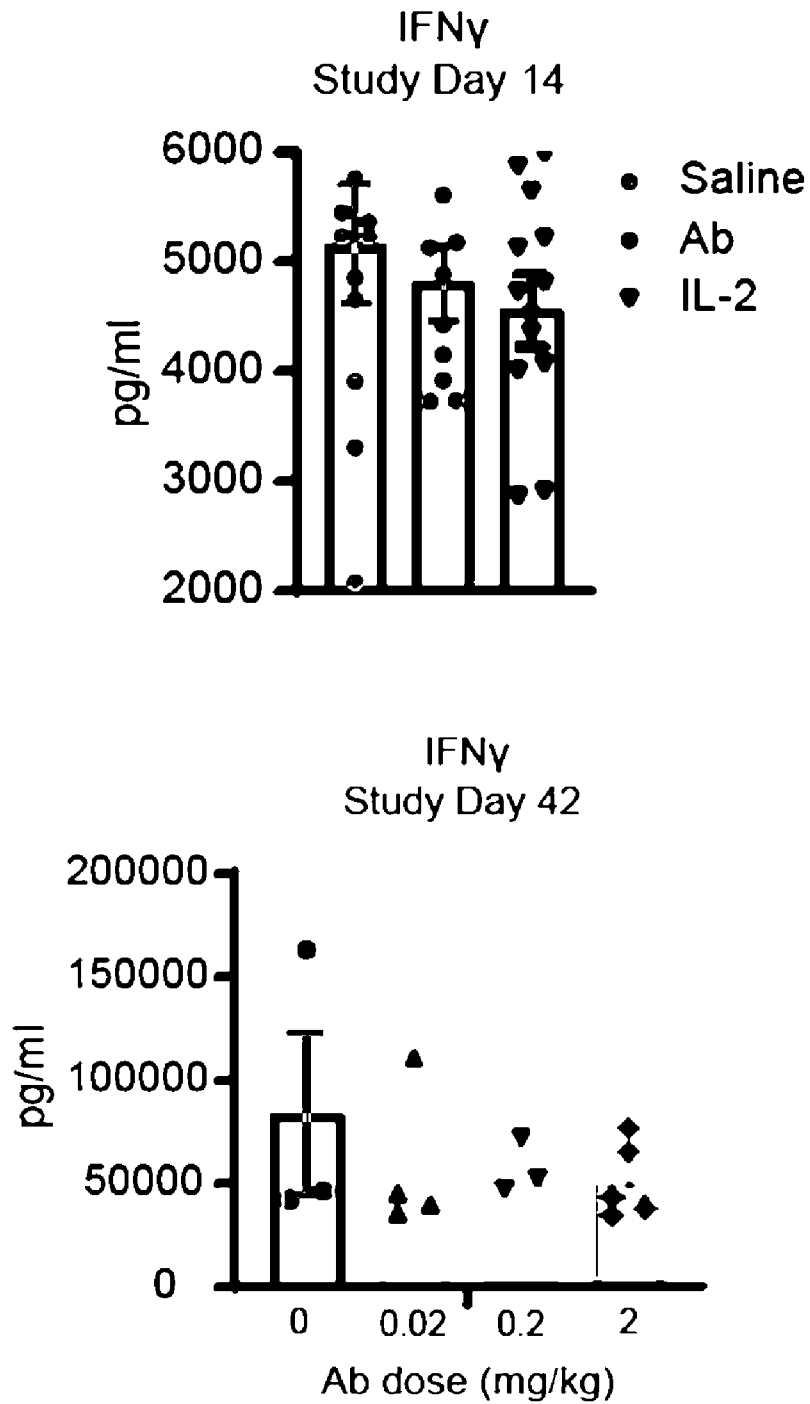 IFNγ
Study Day 14
pg/ml
6000
5000
4000
3000
2000
Saline
Ab
IL-2
IFNγ
Study Day 42
pg/ml
200000
150000
100000
50000
0
0 0.02 0.2 2
Ab dose (mg/kg)